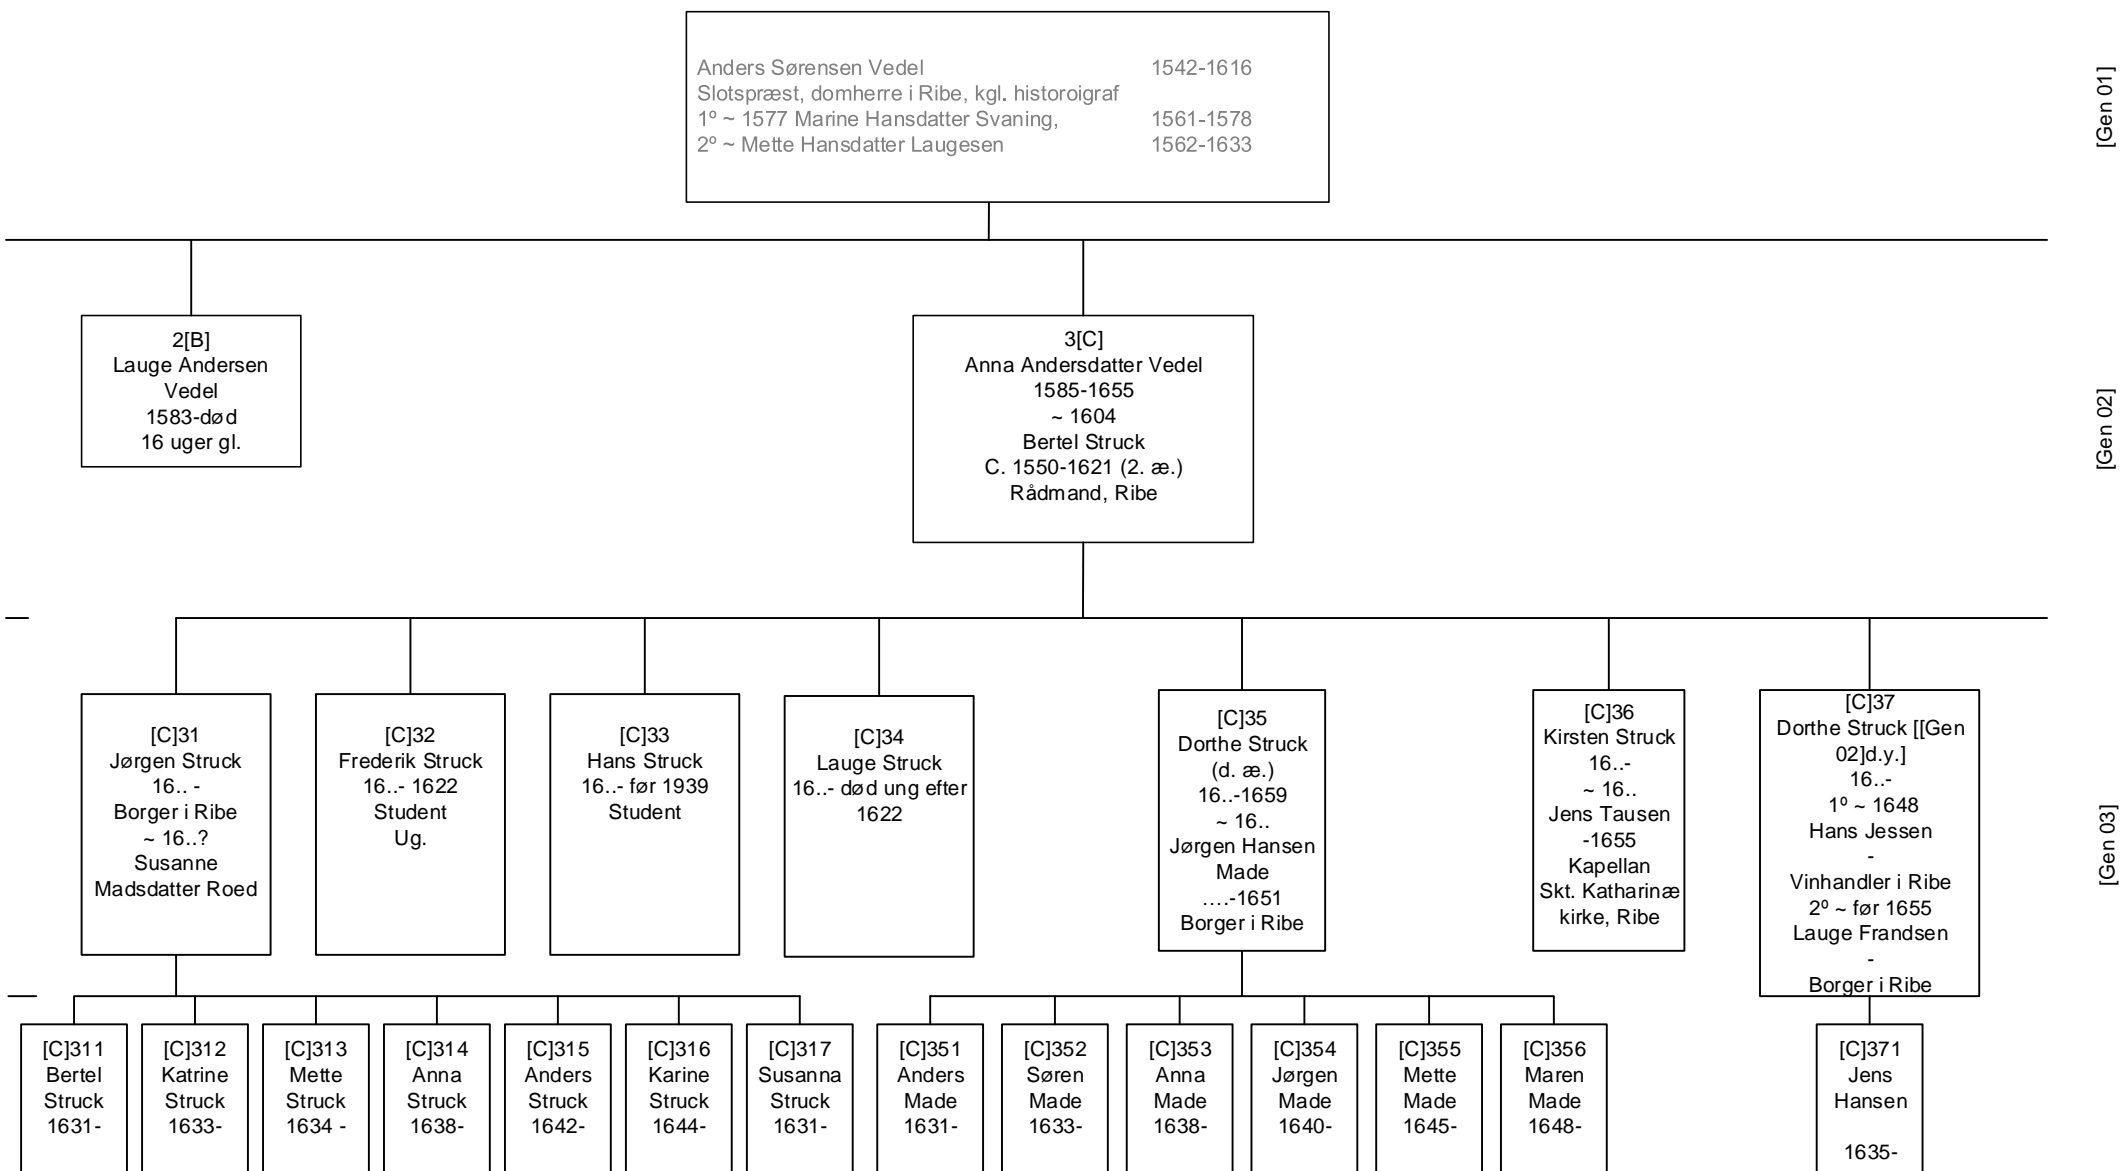 Anders Sørensen Vedel 1542-1616
Slotspræst, domherre i Ribe, kgl. historoigraf
1º ~ 1577 Marine Hansdatter Svaning, 1561-1578
2º ~ Mette Hansdatter Laugesen 1562-1633
[Gen 01]
2[B]
Lauge Andersen
Vedel
1583-død
16 uger gl.
3[C]
Anna Andersdatter Vedel
1585-1655
~ 1604
Bertel Struck
C. 1550-1621 (2. æ.)
Rådmand, Ribe
[Gen 02]
[C]31
Jørgen Struck
16.. -
Borger i Ribe
~ 16..?
Susanne
Madsdatter Roed
[C]32
Frederik Struck
16..- 1622
Student
Ug.
[C]33
Hans Struck
16..- før 1939
Student
[C]34
Lauge Struck
16..- død ung efter
1622
[C]35
Dorthe Struck
(d. æ.)
16..-1659
~ 16..
Jørgen Hansen
Made
....-1651
Borger i Ribe
[C]36
Kirsten Struck
16..-
~ 16..
Jens Tausen
-1655
Kapellan
Skt. Katharinæ
kirke, Ribe
[C]37
Dorthe Struck [[Gen
02]d.y.]
16..-
1º ~ 1648
Hans Jessen
-
Vinhandler i Ribe
2º ~ før 1655
Lauge Frandsen
-
Borger i Ribe
[Gen 03]
[C]311
Bertel
Struck
1631-
[C]312
Katrine
Struck
1633-
[C]313
Mette
Struck
1634 -
[C]314
Anna
Struck
1638-
[C]315
Anders
Struck
1642-
[C]316
Karine
Struck
1644-
[C]317
Susanna
Struck
1631-
[C]351
Anders
Made
1631-
[C]352
Søren
Made
1633-
[C]353
Anna
Made
1638-
[C]354
Jørgen
Made
1640-
[C]355
Mette
Made
1645-
[C]356
Maren
Made
1648-
[C]371
Jens
Hansen
1635-